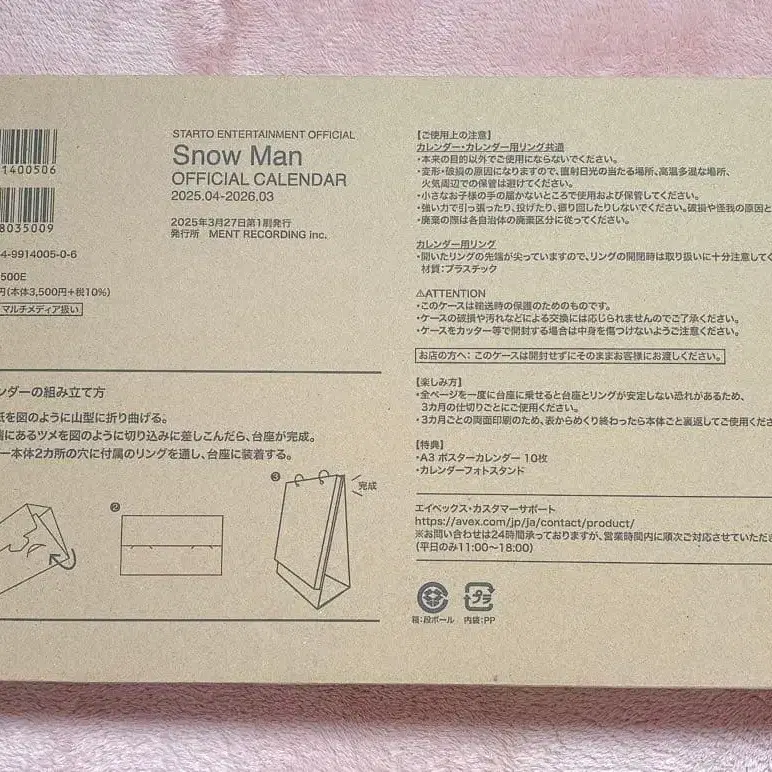 1400506
8035009
4-9914005-0-6
500E
円(本体3,500円+税10%)
マルチメディア扱い
STARTO ENTERTAINMENT OFFICIAL
Snow Man
OFFICIAL CALENDAR
2025.04-2026.03
2025年3月27日第1刷発行
発行所 MENT RECORDING Inc.
ンダーの組み立て方
紙を図のように山型に折り曲げる。
端にあるツメを図のように切り込みに差しこんだら、台座が完成。
ー本体2カ所の穴に付属のリングを通し、台座に装着する。
❷
❸
完成
【ご使用上の注意】
カレンダー・カレンダー用リング共通
・本来の目的以外でご使用にならないでください。
・変形・破損の原因になりますので、直射日光の当たる場所、高温多湿な場所、
火気周辺での保管は避けてください。
・小さなお子様の手の届かないところで使用および保管してください。
・強い力で引っ張ったり、投げたり、振り回したりしないでください。破損や怪我の原因と
・廃棄の際は各自治体の廃棄区分に従ってください。
カレンダー用リング
・開いたリングの先端が尖っていますので、リングの開閉時は取り扱いに十分注意してく
材質:プラスチック
⚠ATTENTION
・このケースは輸送時の保護のためのものです。
・ケースの破損や汚れなどによる交換には応じられませんのでご了承ください。
・ケースをカッター等で開封する場合は中身を傷つけないようご注意ください。
お店の方へ: このケースは開封せずにそのままお客様にお渡しください。
【楽しみ方】
・全ページを一度に台座に乗せると台座とリングが安定しない恐れがあるため、
3カ月の仕切りごとにご使用ください。
・3カ月ごとの両面印刷のため、表からめくり終わったら本体ごと裏返してご使用くださ
【特典】
・A3 ポスターカレンダー 10枚
・カレンダーフォトスタンド
エイベックス・カスタマーサポート
https://avex.com/jp/ja/contact/product/
※お問い合わせは24時間承っておりますが、営業時間内に順次ご対応させていただき
(平日のみ11:00~18:00)
プラ
箱:段ボール 内袋:PP